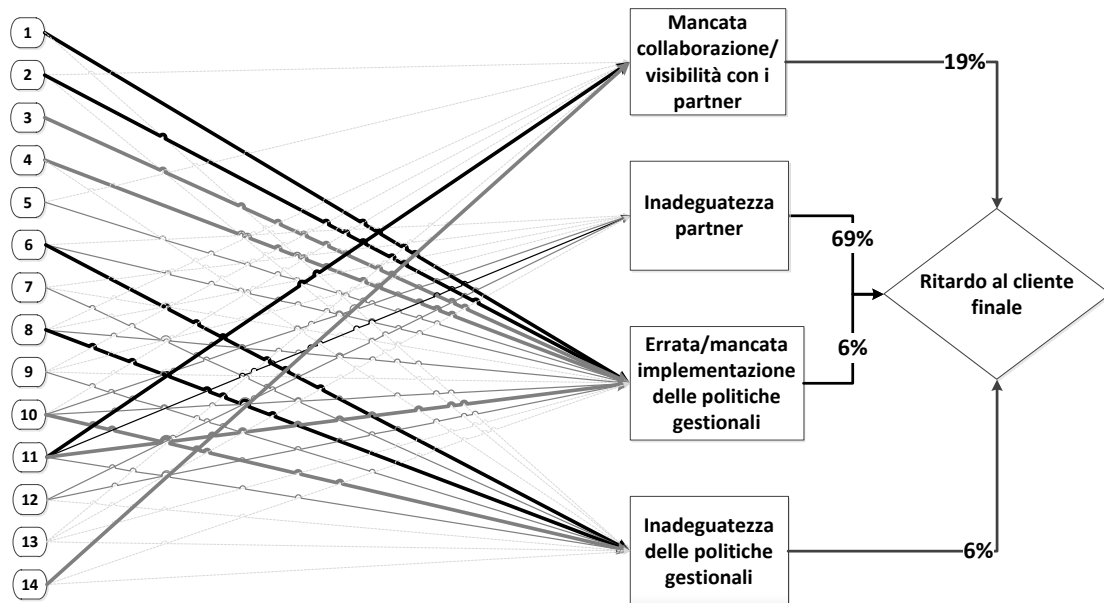 1
2
3
4
5
6
7
8
9
10
11
12
13
14
Mancata
collaborazione/
visibilità con i
partner
Inadeguatezza
partner
Errata/mancata
implementazione
delle politiche
gestionali
Inadeguatezza
delle politiche
gestionali
19%
69%
6%
6%
Ritardo al cliente
finale